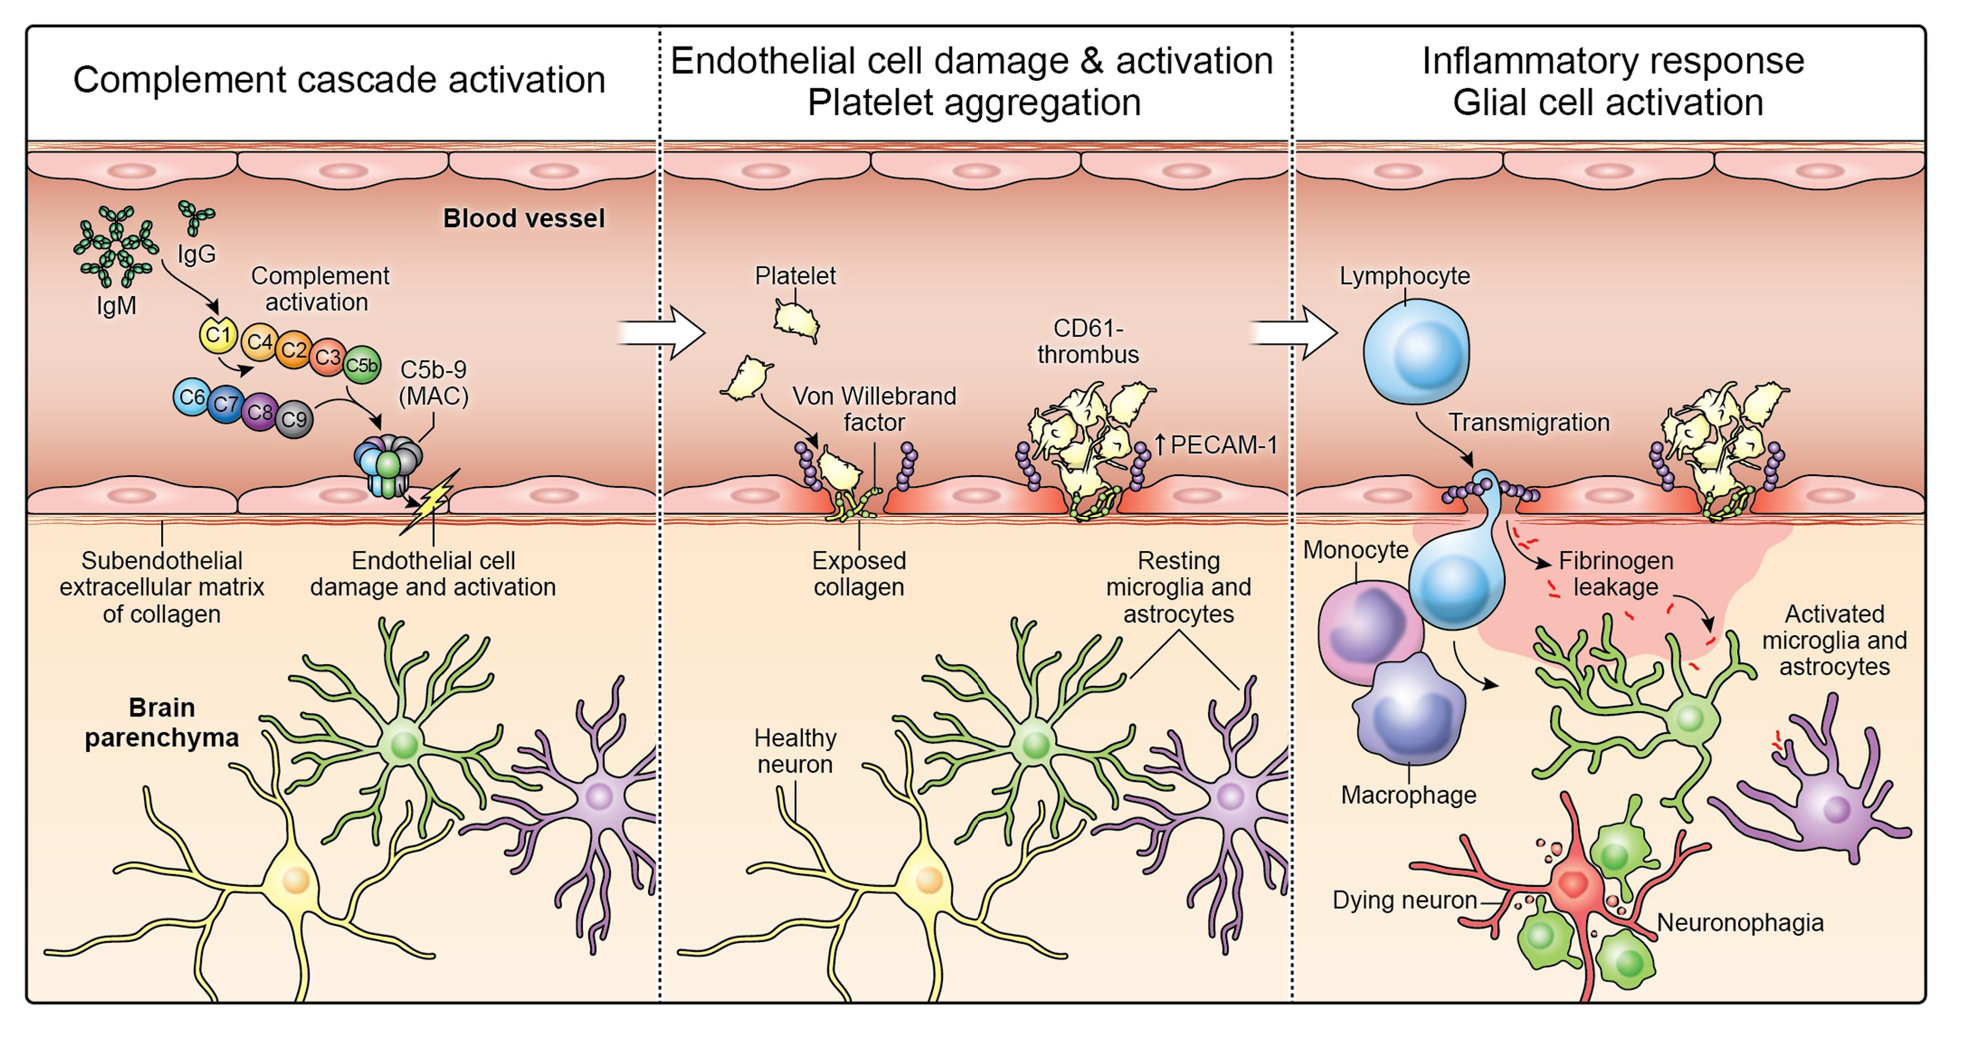 Complement cascade activation
Endothelial cell damage & activation
Platelet aggregation
Inflammatory response
Glial cell activation
Blood vessel
IgG
IgM
Complement
activation
C1
C4
C2
C3
C5b
C6
C7
C8
C9
C5b-9
(MAC)
Subendothelial
extracellular matrix
of collagen
Endothelial cell
damage and activation
Brain
parenchyma
Platelet
Von Willebrand
factor
CD61-
thrombus
↑PECAM-1
Exposed
collagen
Resting
microglia and
astrocytes
Healthy
neuron
Lymphocyte
Transmigration
Monocyte
Fibrinogen
leakage
Activated
microglia and
astrocytes
Macrophage
Dying neuron
Neuronophagia